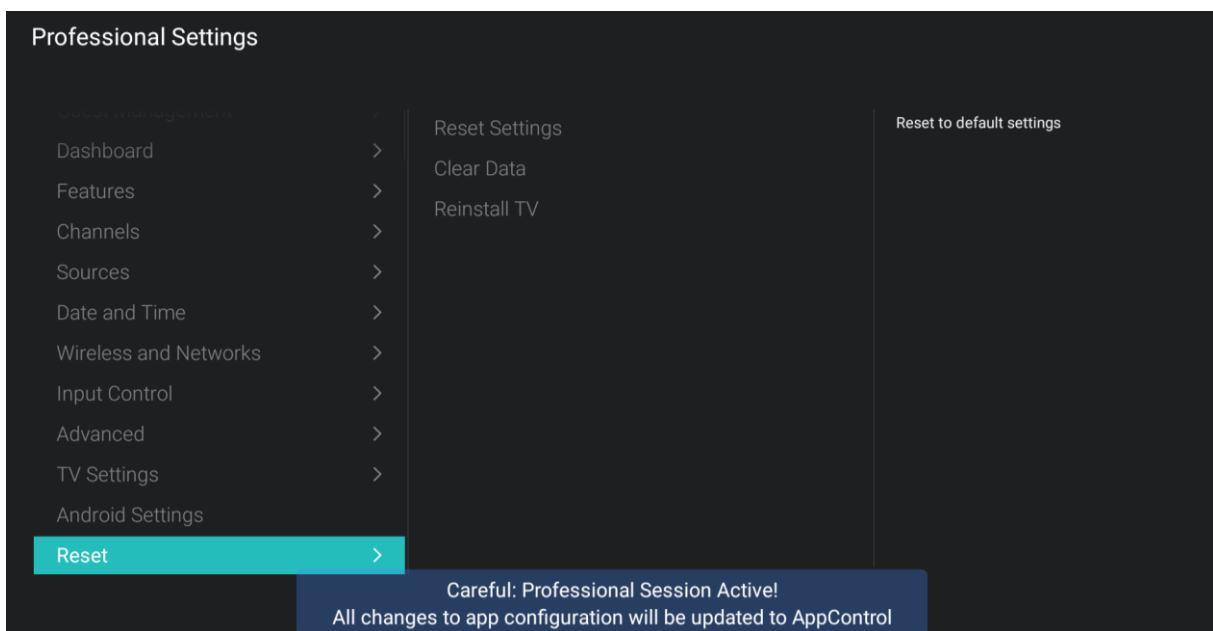 Professional Settings
Guest Management
Dashboard
Features
Channels
Sources
Date and Time
Wireless and Networks
Input Control
Advanced
TV Settings
Android Settings
Reset
Reset Settings
Clear Data
Reinstall TV
Reset to default settings
Careful: Professional Session Active!
All changes to app configuration will be updated to AppControl